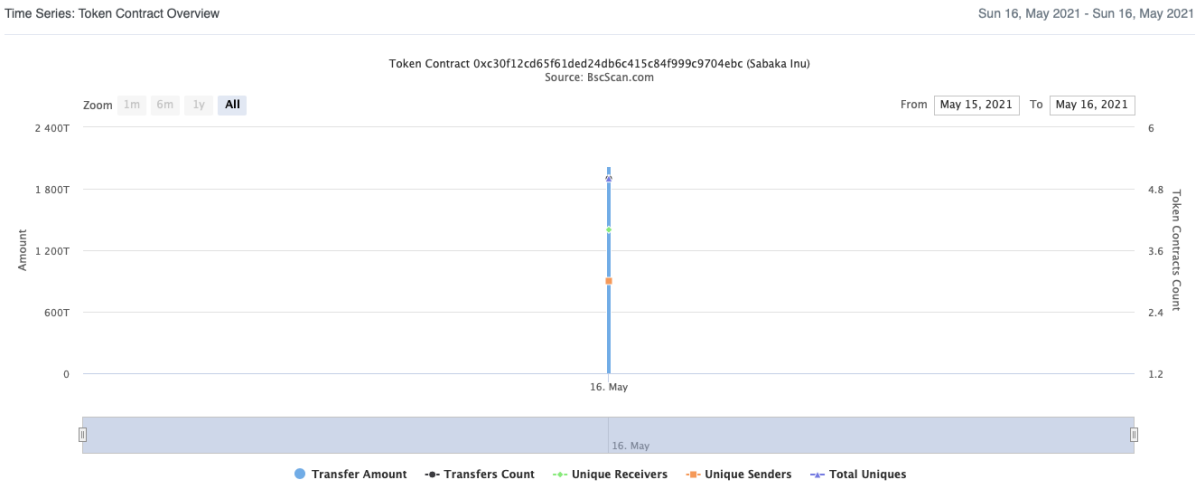 Time Series: Token Contract Overview
Sun 16, May 2021 - Sun 16, May 2021
Token Contract 0xc30f12cd65f61ded24db6c415c84f999c9704ebc (Sabaka Inu)
Source: BscScan.com
Zoom 1m 6m 1y All
From May 15, 2021 To May 16, 2021
2 400T 6
1 800T 4.8
1 200T 3.6
600T 2.4
0 1.2
Amount
Token Contracts Count
16. May
16. May
Transfer Amount Transfers Count Unique Receivers Unique Senders Total Uniques